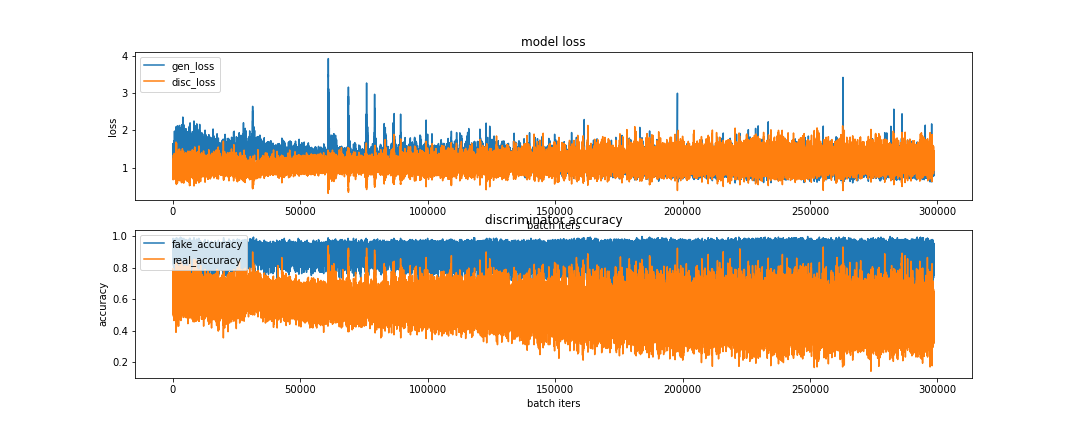 model loss
4
3
2
1
loss
gen_loss
disc_loss
0 50000 100000 150000 200000 250000 300000
batch iters
discriminator accuracy
1.0
0.8
0.6
0.4
0.2
accuracy
fake_accuracy
real_accuracy
0 50000 100000 150000 200000 250000 300000
batch iters